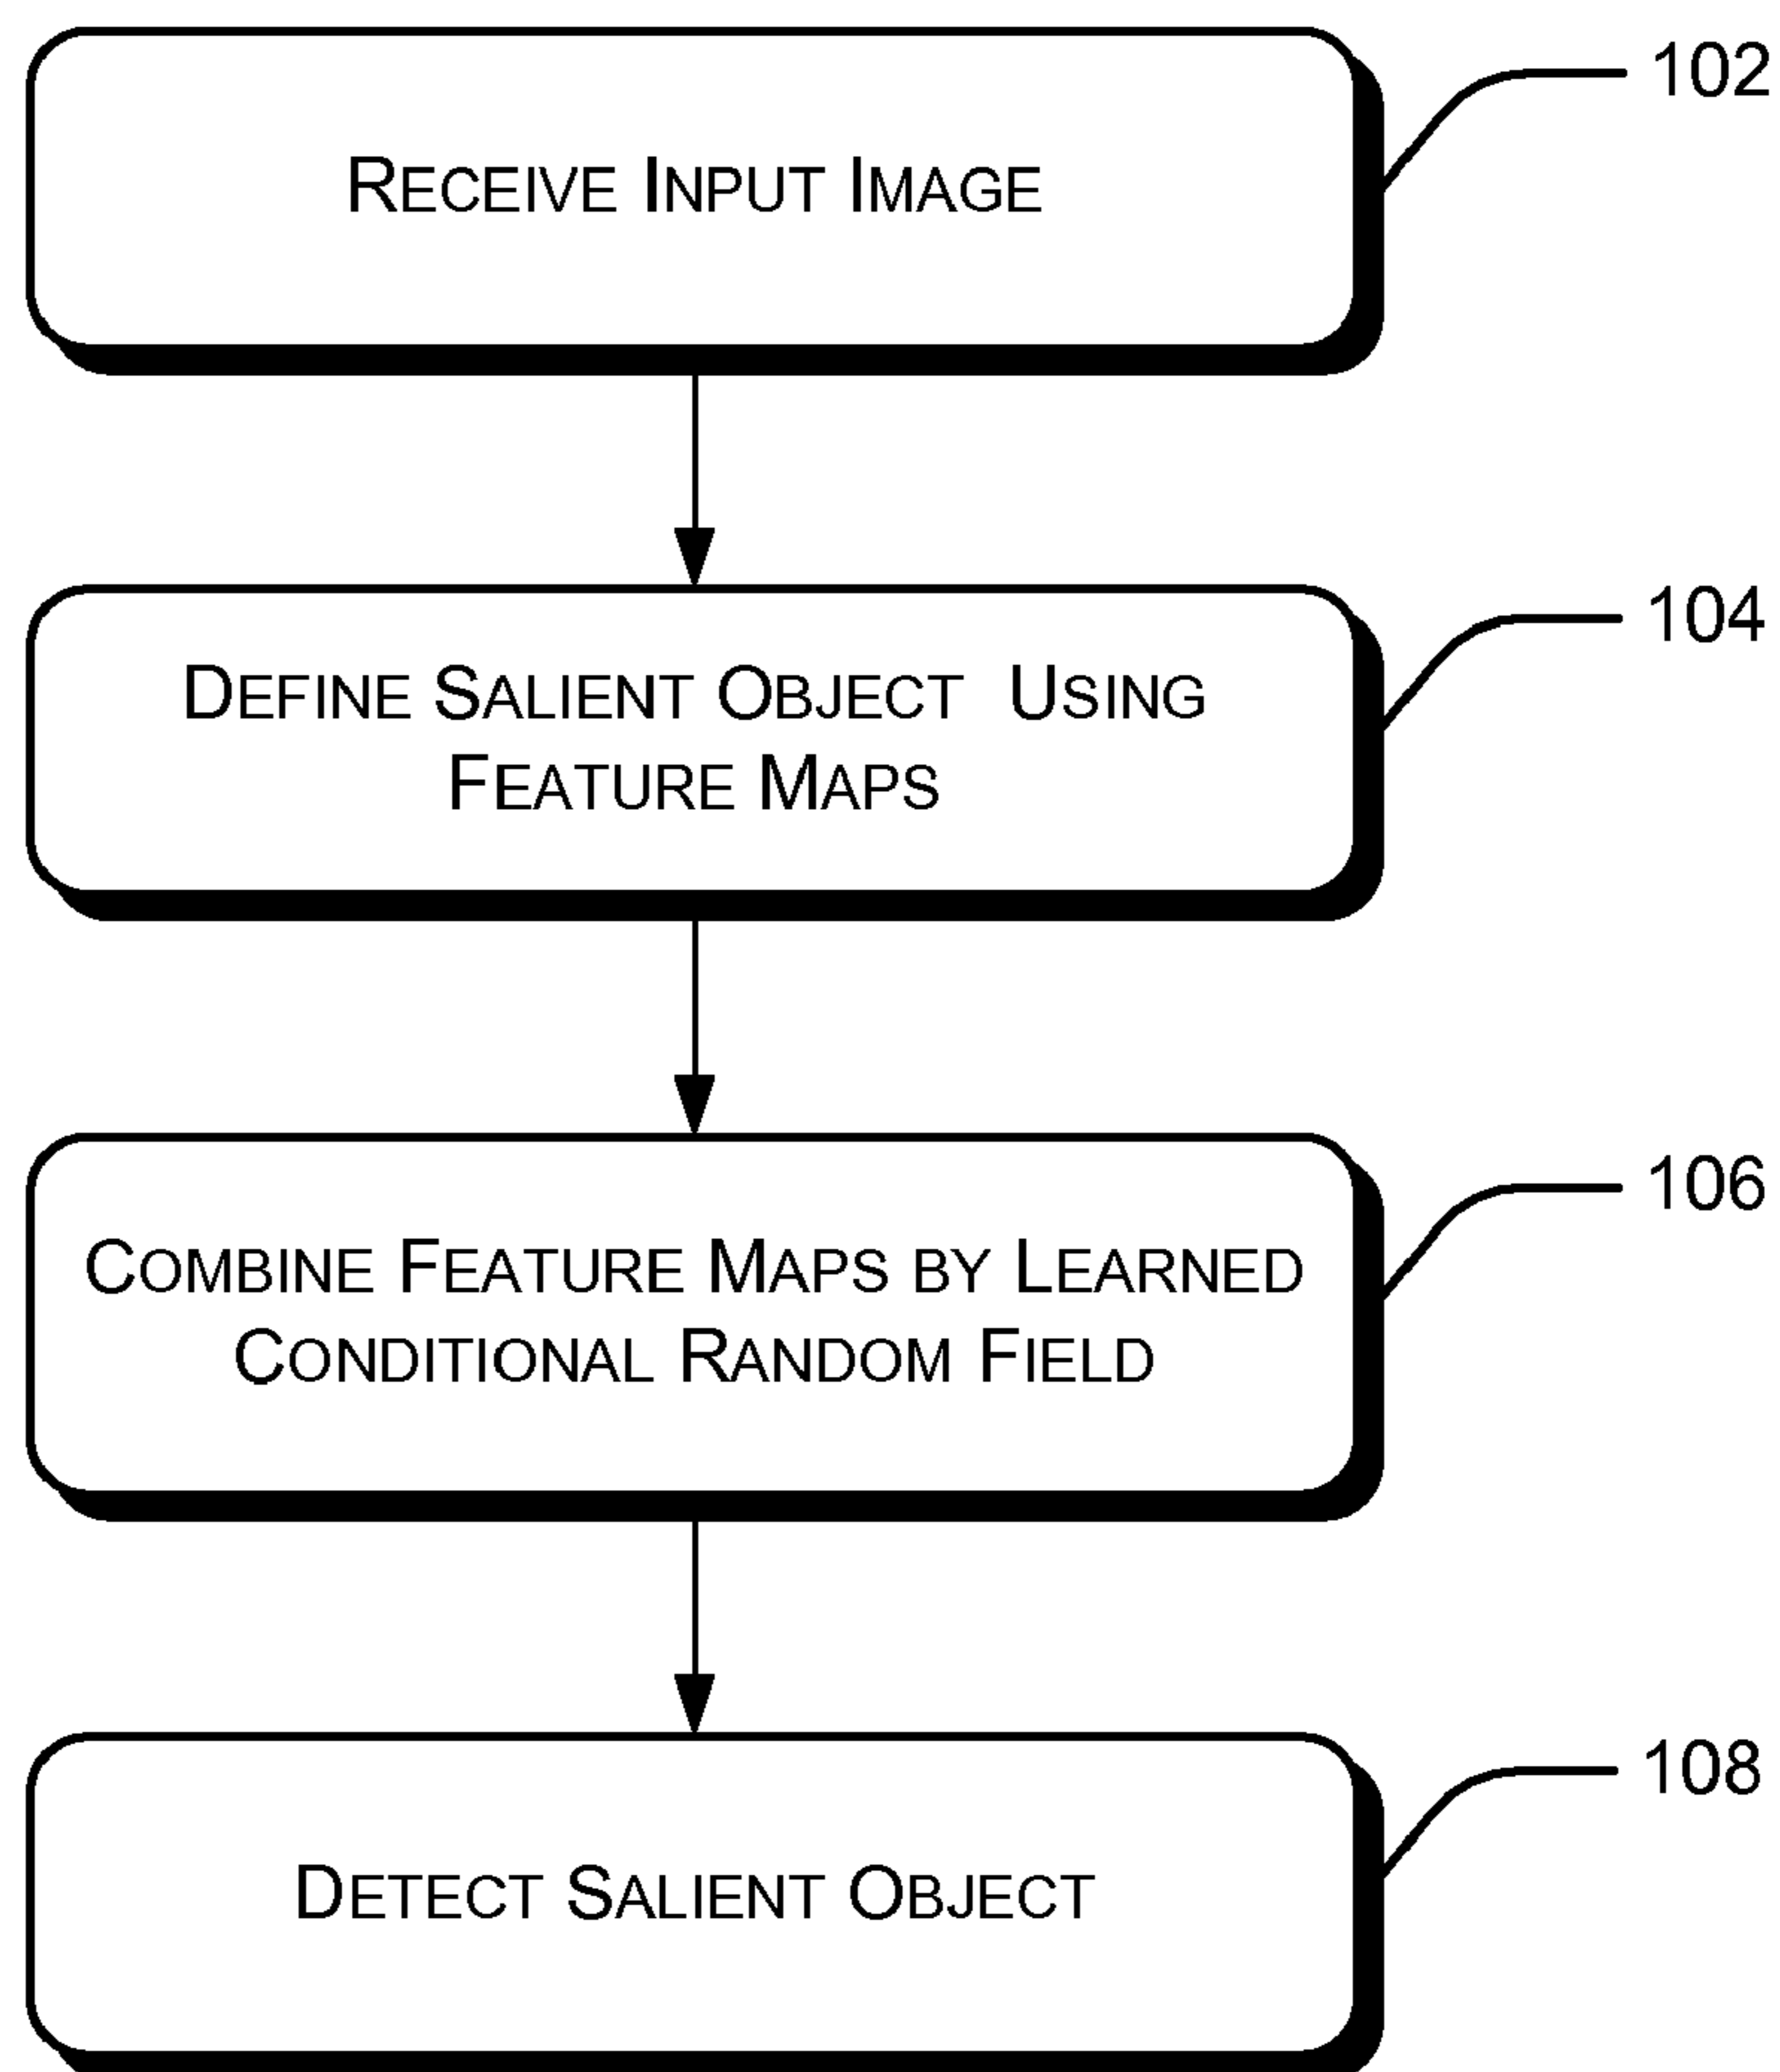 RECEIVE INPUT IMAGE
102
DEFINE SALIENT OBJECT USING
FEATURE MAPS
104
COMBINE FEATURE MAPS BY LEARNED
CONDITIONAL RANDOM FIELD
106
DETECT SALIENT OBJECT
108